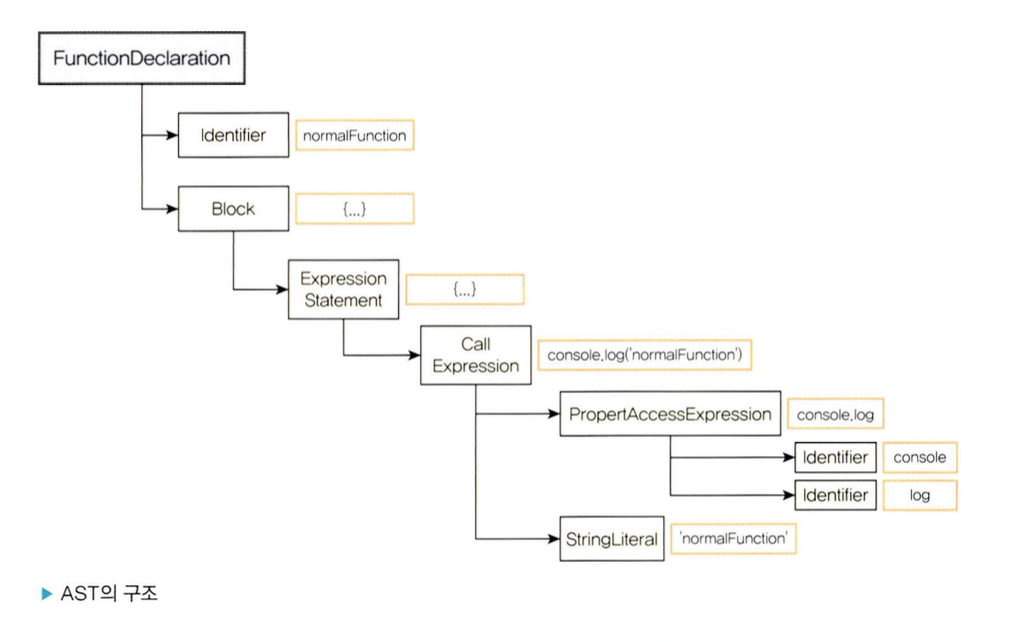 FunctionDeclaration
Identifier normalFunction
Block {...}
Expression
Statement {...}
Call
Expression console.log('normalFunction')
PropertAccessExpression console.log
Identifier console
Identifier log
StringLiteral 'normalFunction'
▶ AST의 구조